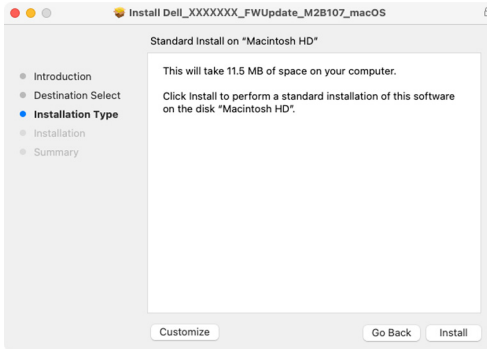 Install Dell_XXXXXXX_FWUpdate_M2B107_macOS
Standard Install on “Macintosh HD”
Introduction
Destination Select
Installation Type
Installation
Summary
This will take 11.5 MB of space on your computer.
Click Install to perform a standard installation of this software
on the disk “Macintosh HD”.
Customize
Go Back
Install